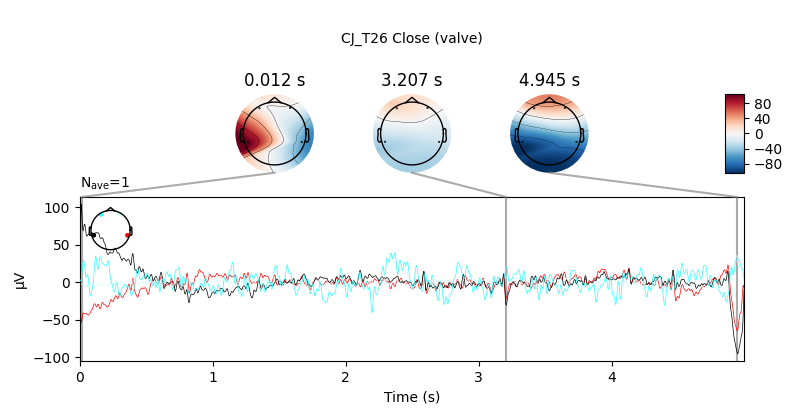 CJ_T26 Close (valve)
0.012 s 3.207 s 4.945 s
80
40
0
−40
−80
Nave=1
100
50
0
−50
−100
µV
0 1 2 3 4
Time (s)